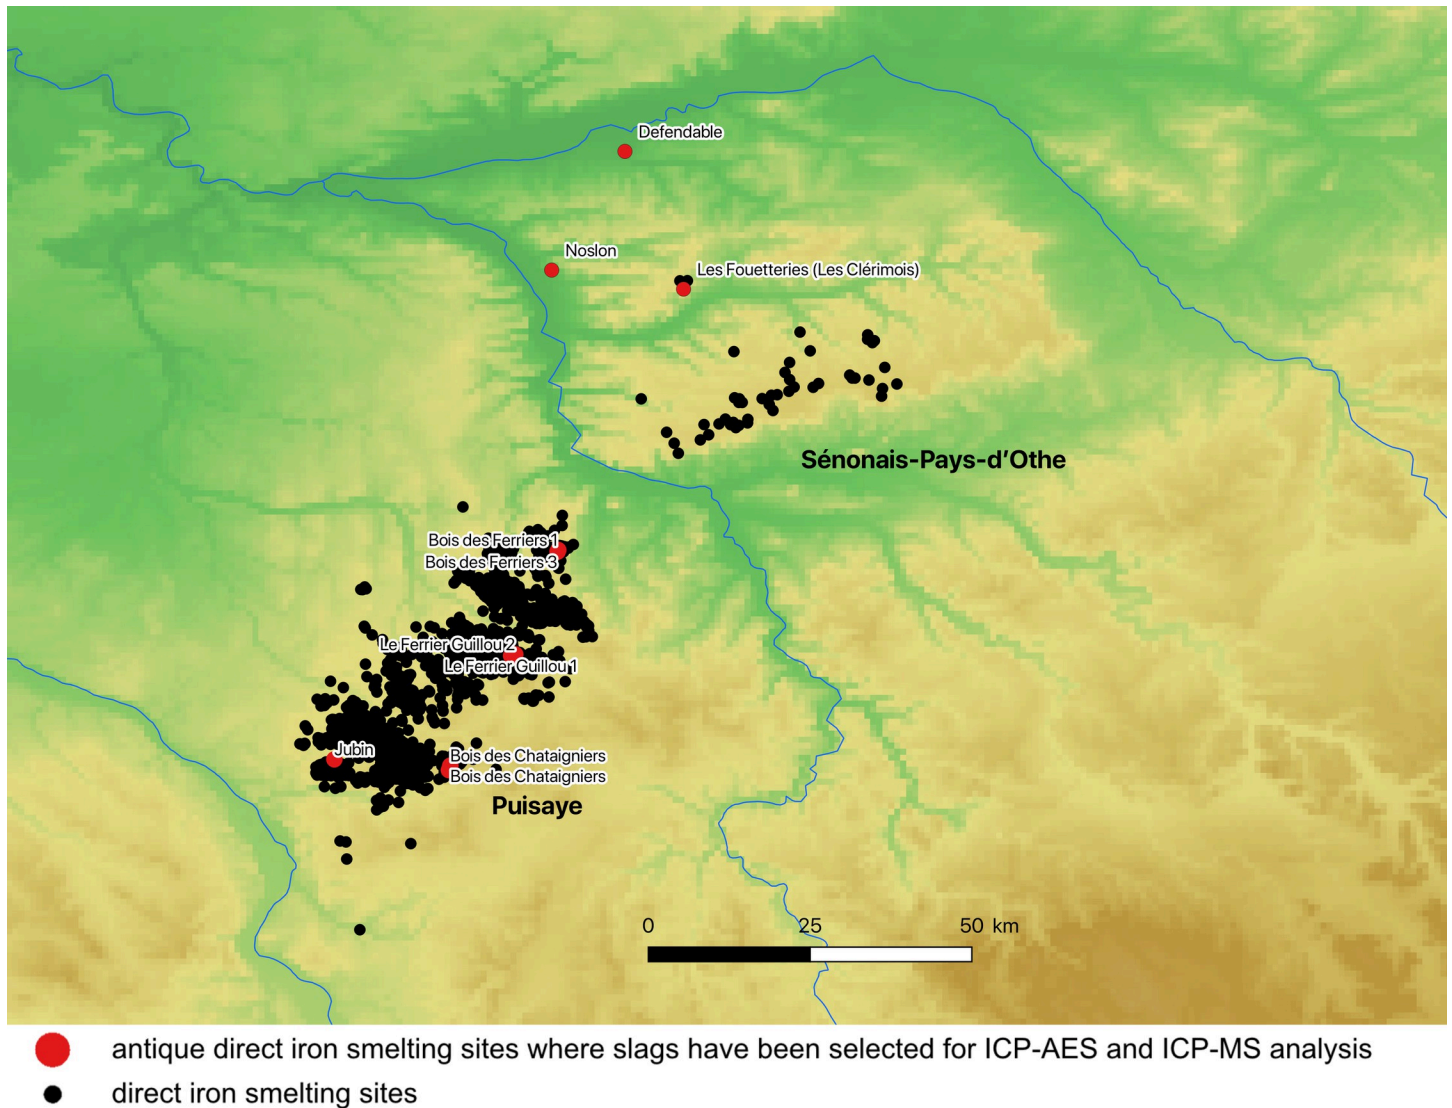 Defendable
Noslon
Les Fouetteries (Les Clérimois)
Sénonais-Pays-d’Othe
Bois des Ferriers 1
Bois des Ferriers 3
Le Ferrier Guillou 2
Le Ferrier Guillou 1
Jubin
Bois des Chataigniers
Bois des Chataigniers
Puisaye
0 25 50 km
antique direct iron smelting sites where slags have been selected for ICP-AES and ICP-MS analysis
direct iron smelting sites